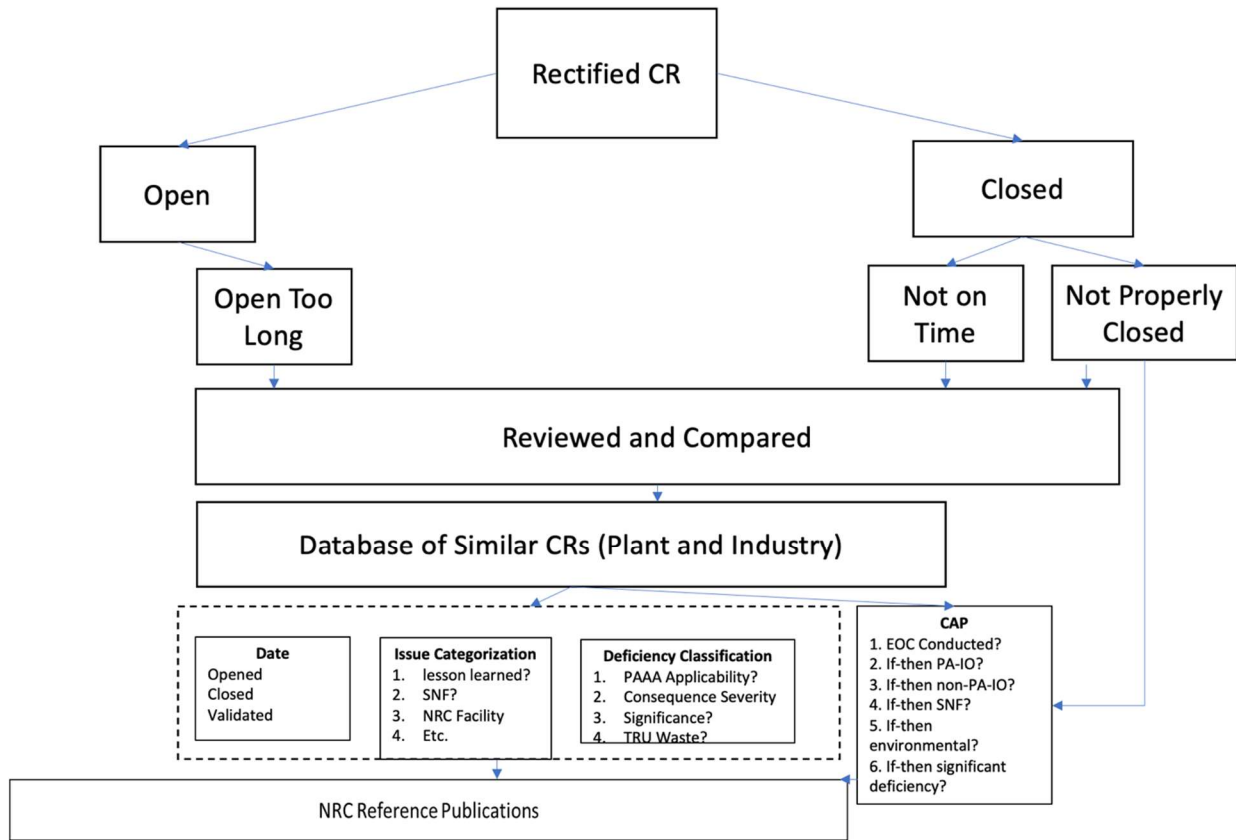 Rectified CR
Open
Closed
Open Too
Long
Not on
Time
Not Properly
Closed
Reviewed and Compared
Database of Similar CRs (Plant and Industry)
Date
Opened
Closed
Validated
Issue Categorization
1. lesson learned?
2. SNF?
3. NRC Facility
4. Etc.
Deficiency Classification
1. PAAA Applicability?
2. Consequence Severity
3. Significance?
4. TRU Waste?
CAP
1. EOC Conducted?
2. If-then PA-IO?
3. If-then non-PA-IO?
4. If-then SNF?
5. If-then
environmental?
6. If-then significant
deficiency?
NRC Reference Publications